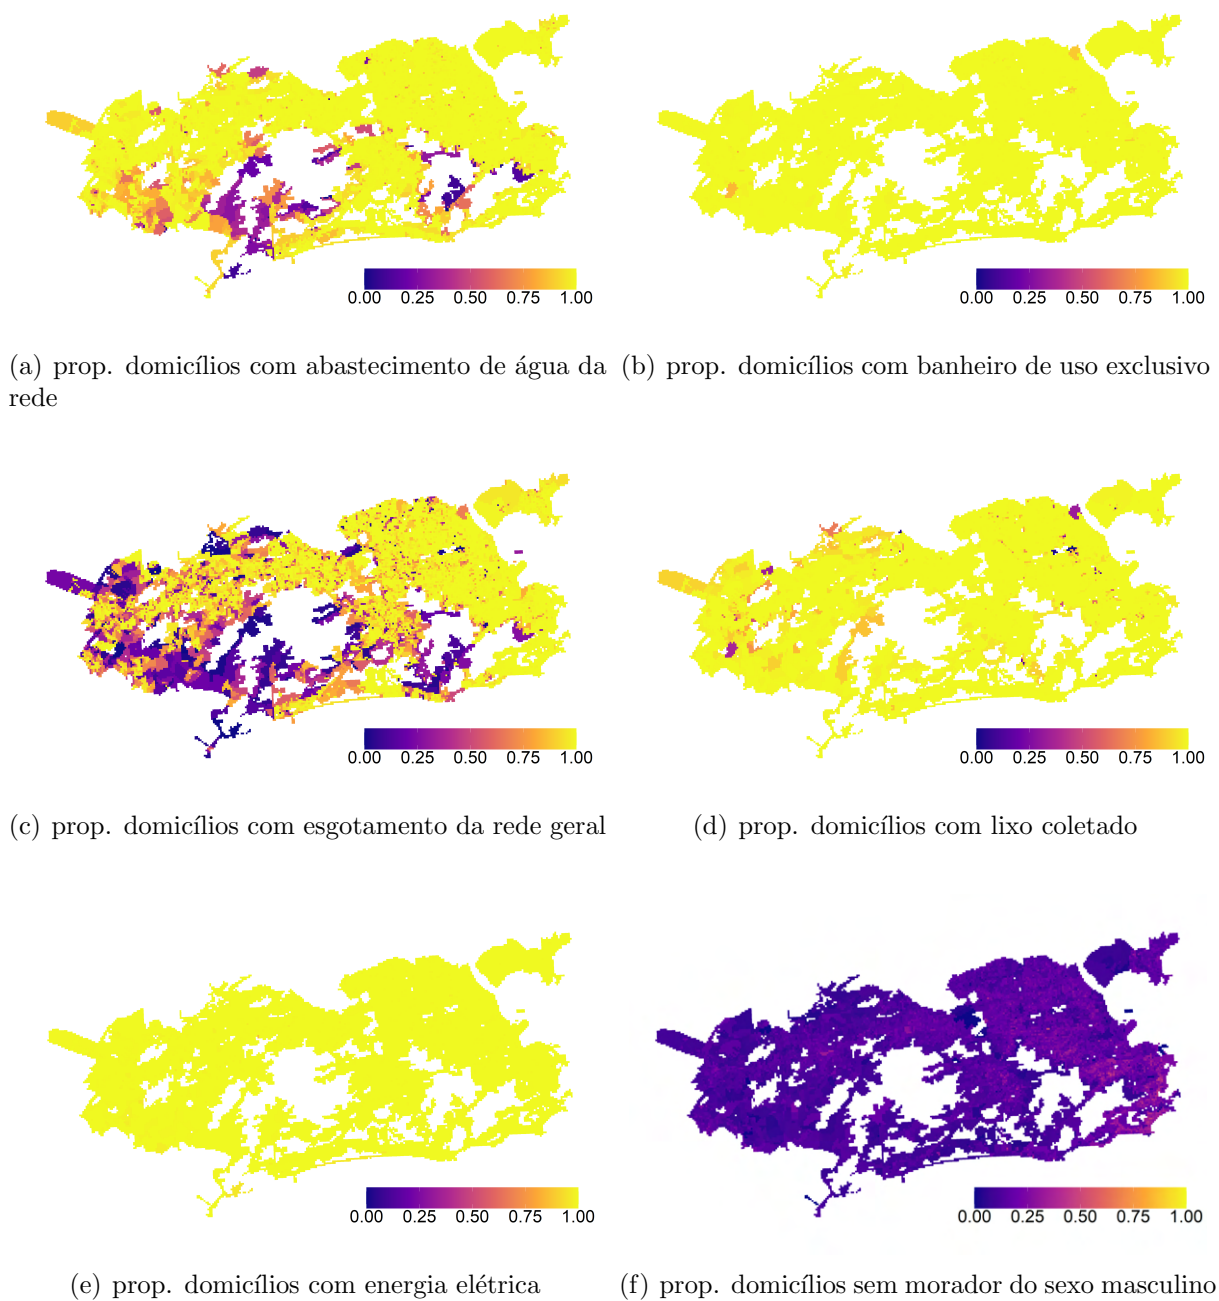 0.00 0.25 0.50 0.75 1.00
0.00 0.25 0.50 0.75 1.00
(a) prop. domicílios com abastecimento de água da
rede
(b) prop. domicílios com banheiro de uso exclusivo
0.00 0.25 0.50 0.75 1.00
0.00 0.25 0.50 0.75 1.00
(c) prop. domicílios com esgotamento da rede geral
(d) prop. domicílios com lixo coletado
0.00 0.25 0.50 0.75 1.00
0.00 0.25 0.50 0.75 1.00
(e) prop. domicílios com energia elétrica
(f) prop. domicílios sem morador do sexo masculino